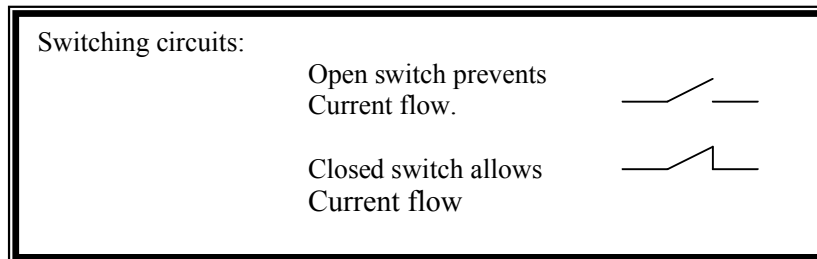 Switching circuits:
Open switch prevents
Current flow.
Closed switch allows
Current flow